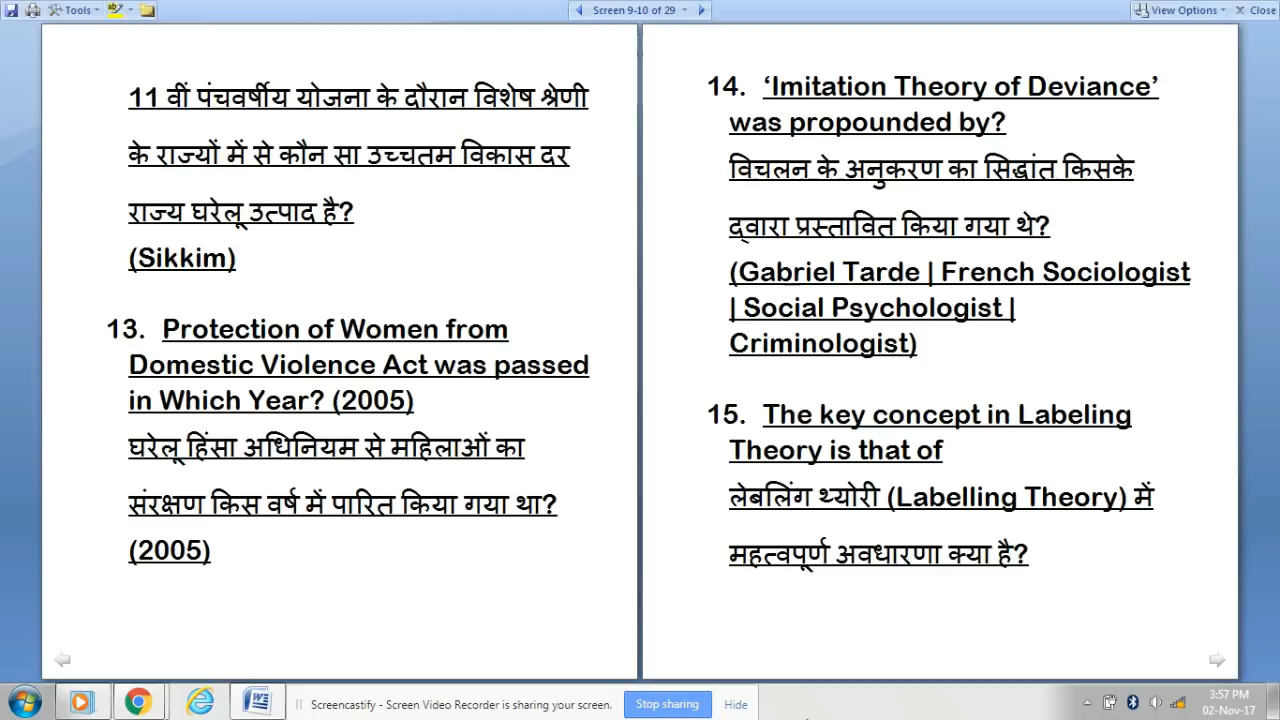 Tools
Screen 9-10 of 29
View Options
Close
11 वीं पंचवर्षीय योजना के दौरान विशेष श्रेणी
के राज्यों में से कौन सा उच्चतम विकास दर
राज्य घरेलू उत्पाद है?
(Sikkim)
13. Protection of Women from
Domestic Violence Act was passed
in Which Year? (2005)
घरेलू हिंसा अधिनियम से महिलाओं का
संरक्षण किस वर्ष में पारित किया गया था?
(2005)
14. ‘Imitation Theory of Deviance’
was propounded by?
विचलन के अनुकरण का सिद्धांत किसके
द्वारा प्रस्तावित किया गया थे?
(Gabriel Tarde | French Sociologist
| Social Psychologist |
Criminologist)
15. The key concept in Labeling
Theory is that of
लेबलिंग थ्योरी (Labelling Theory) में
महत्वपूर्ण अवधारणा क्या है?
Screencastify - Screen Video Recorder is sharing your screen.
Stop sharing
Hide
3:57 PM
02-Nov-17